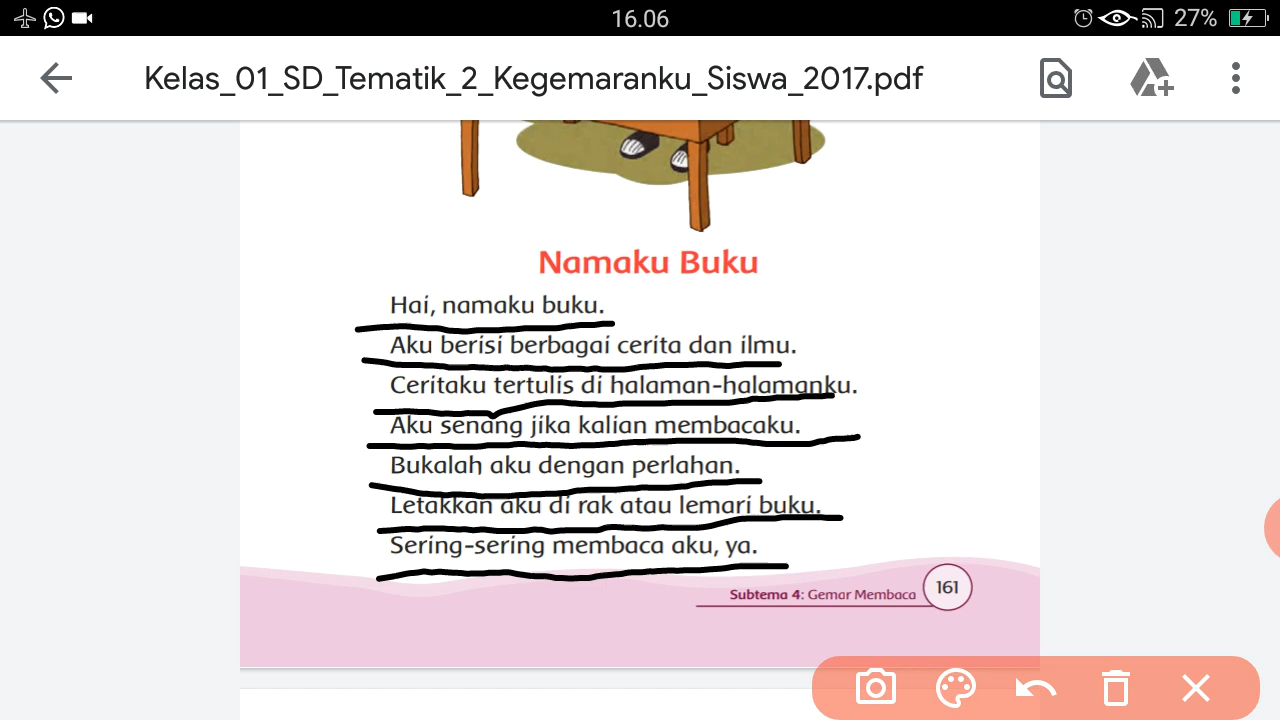 16.06
27%
Kelas_01_SD_Tematik_2_Kegemaranku_Siswa_2017.pdf
Namaku Buku
Hai, namaku buku.
Aku berisi berbagai cerita dan ilmu.
Ceritaku tertulis di halaman-halamanku.
Aku senang jika kalian membacaku.
Bukalah aku dengan perlahan.
Letakkan aku di rak atau lemari buku.
Sering-sering membaca aku, ya.
Subtema 4: Gemar Membaca
161